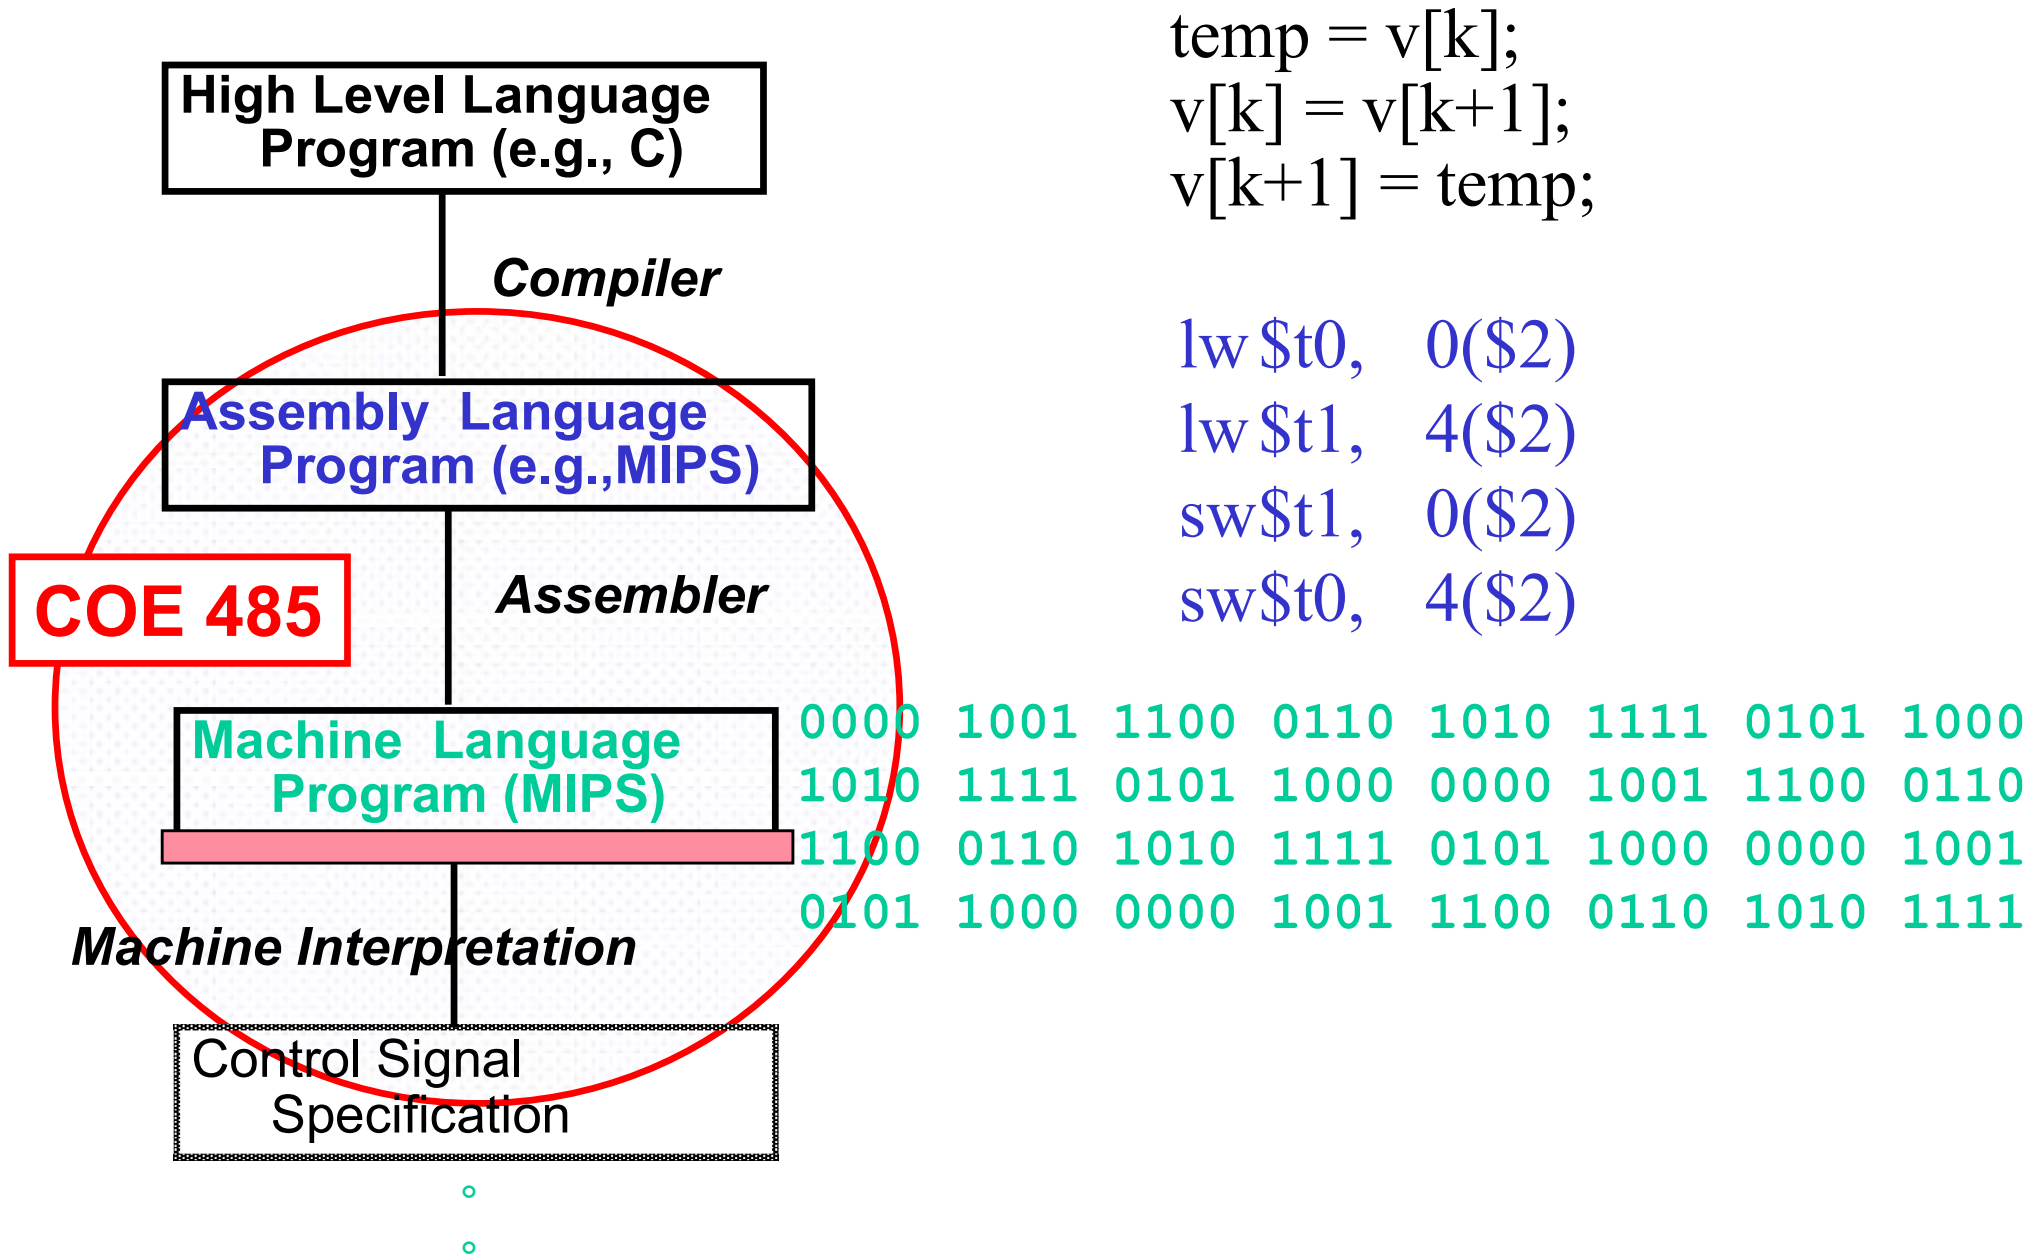 High Level Language
Program (e.g., C)
temp = v[k];
v[k] = v[k+1];
v[k+1] = temp;
Compiler
Assembly Language
Program (e.g.,MIPS)
lw $t0, 0($2)
lw $t1, 4($2)
sw$t1, 0($2)
sw$t0, 4($2)
COE 485
Assembler
Machine Language
Program (MIPS)
0000 1001 1100 0110 1010 1111 0101 1000
1010 1111 0101 1000 0000 1001 1100 0110
1100 0110 1010 1111 0101 1000 0000 1001
0101 1000 0000 1001 1100 0110 1010 1111
Machine Interpretation
Control Signal
Specification